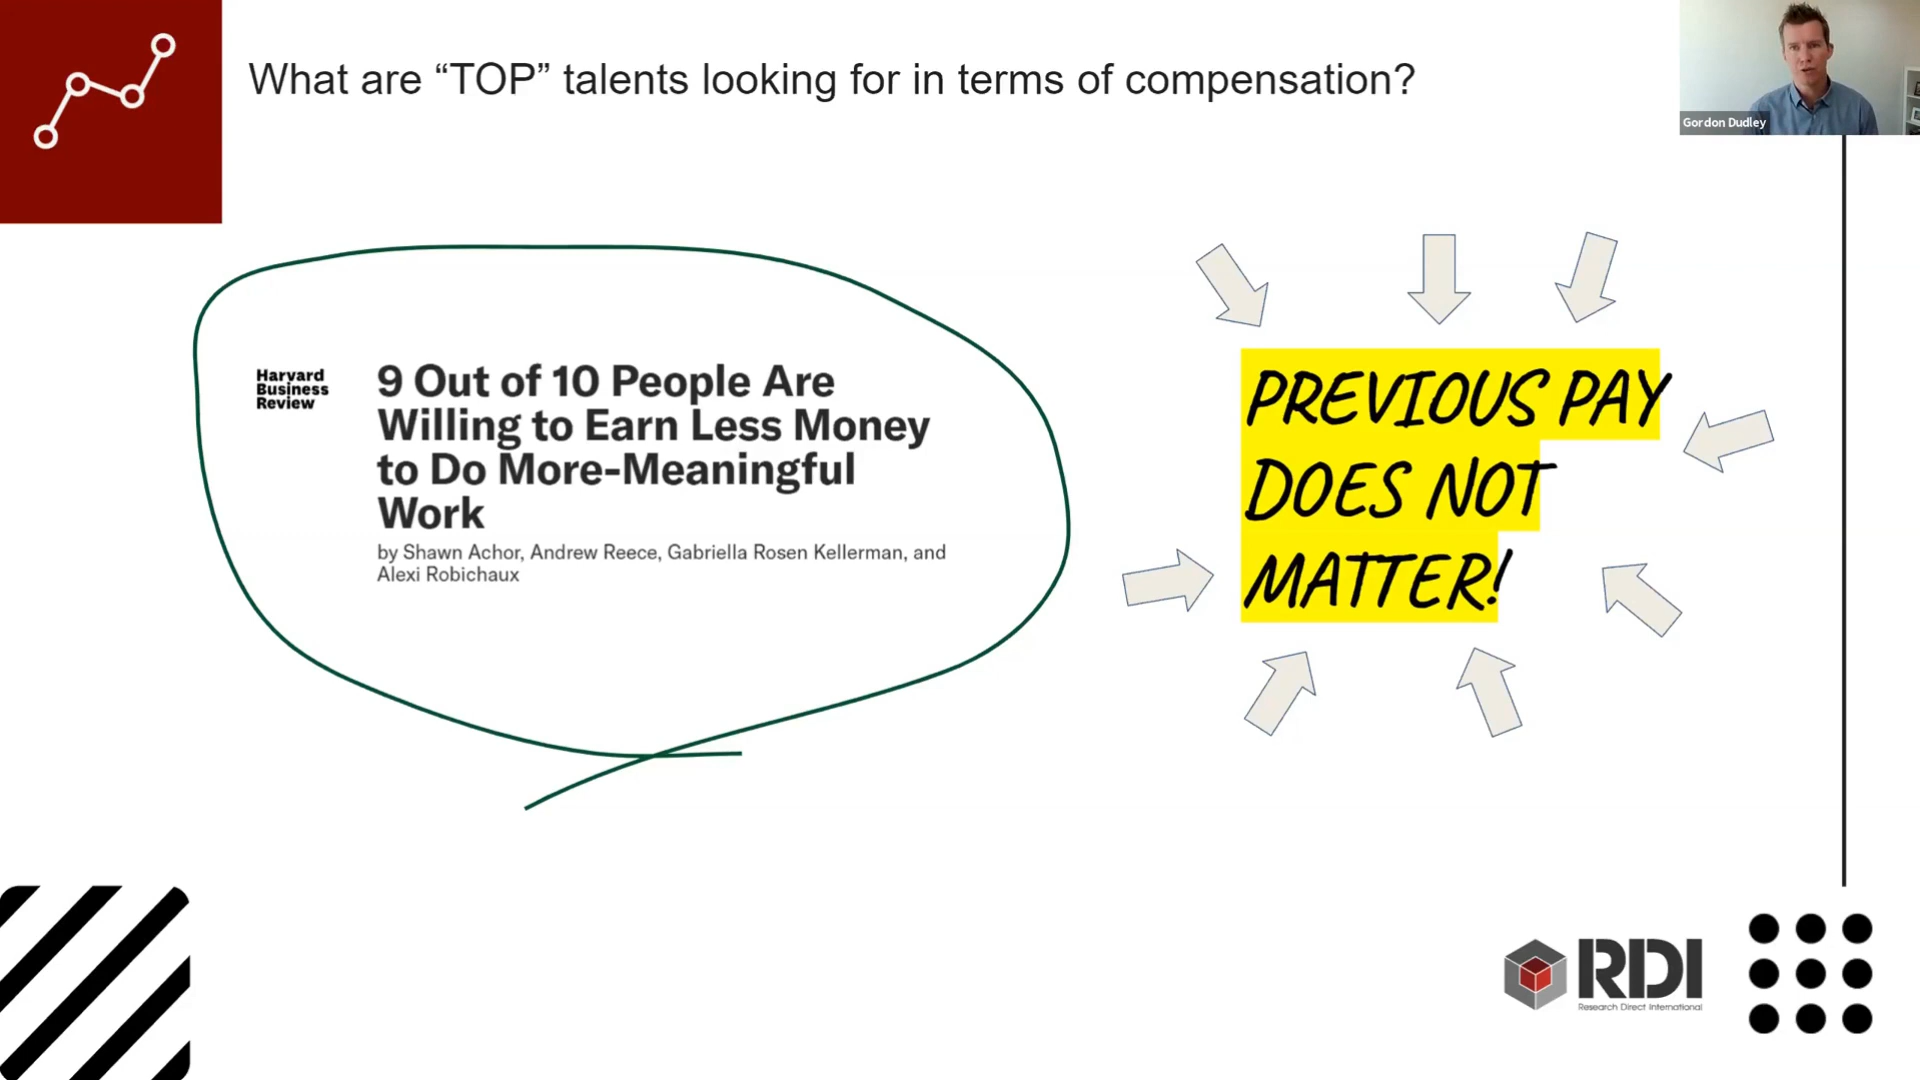 What are “TOP” talents looking for in terms of compensation?
Gordon Dudley
Harvard
Business
Review
9 Out of 10 People Are
Willing to Earn Less Money
to Do More-Meaningful
Work
by Shawn Achor, Andrew Reece, Gabriella Rosen Kellerman, and
Alexi Robichaux
PREVIOUS PAY
DOES NOT
MATTER!
RDI
Research Direct International